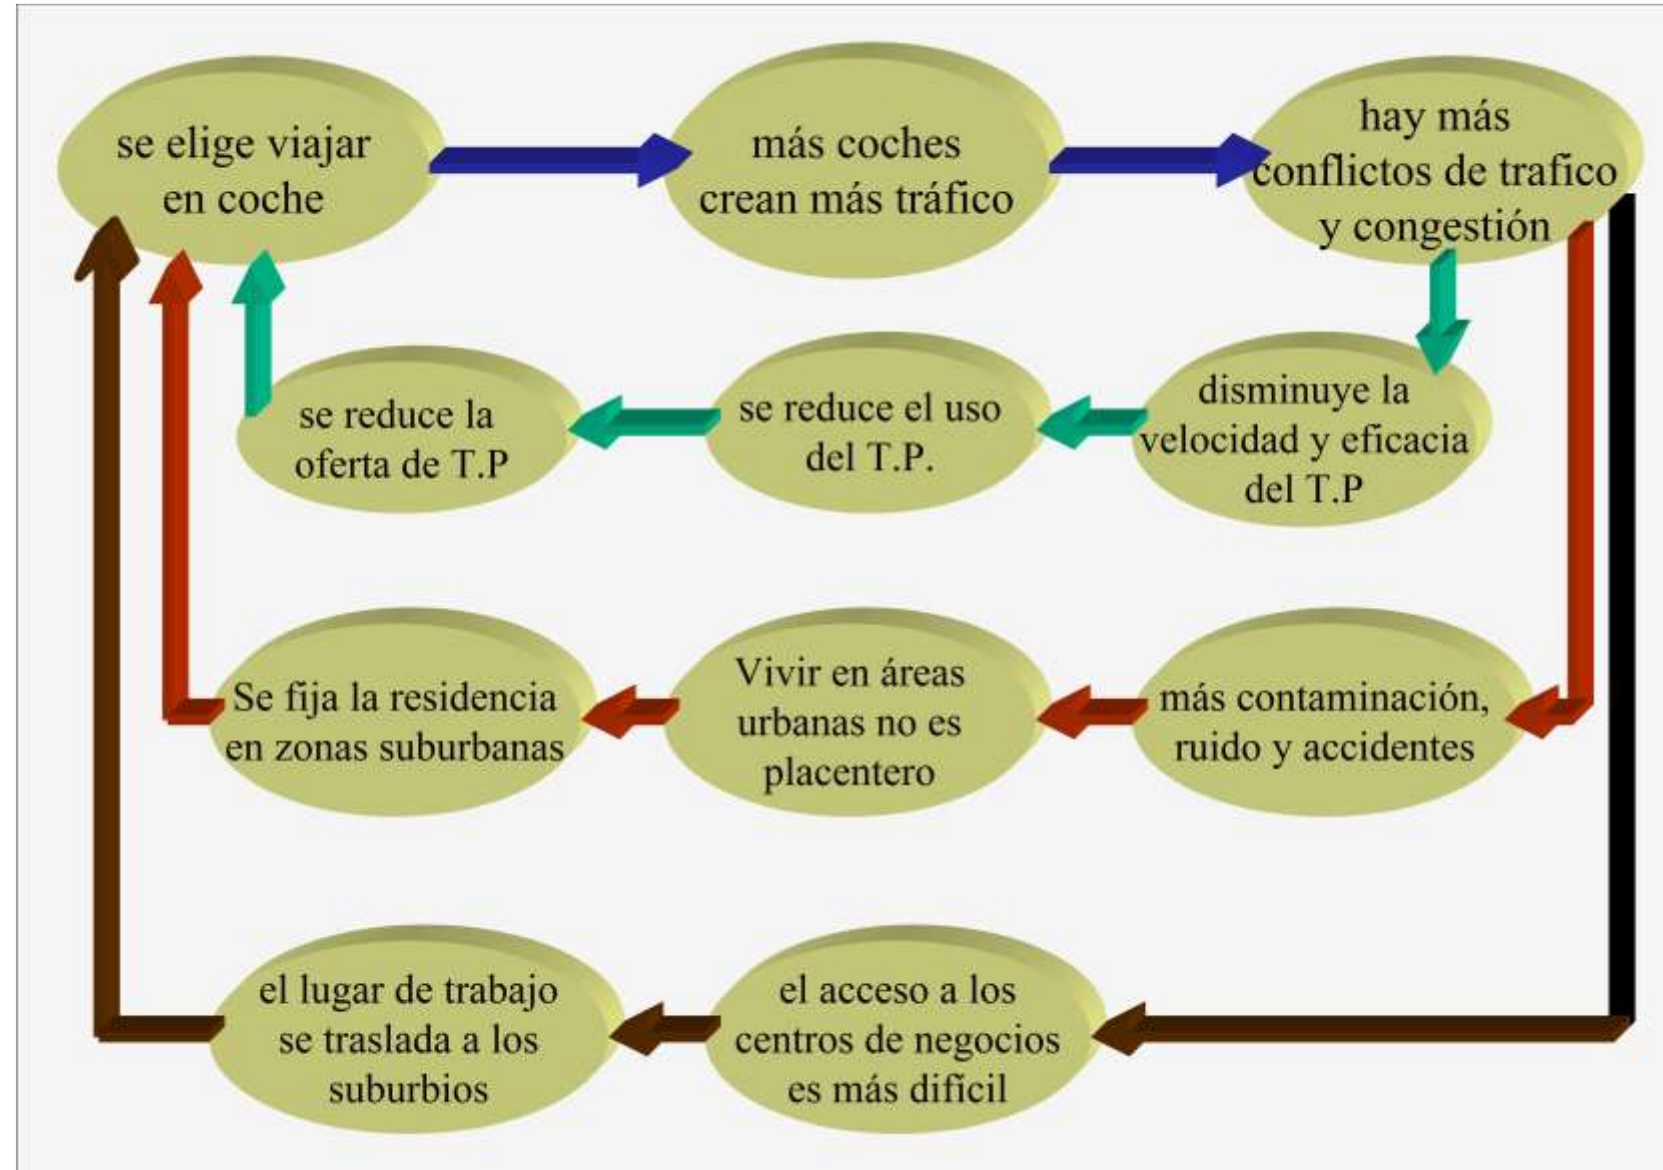 se elige viajar
en coche
más coches
crean más tráfico
hay más
conflictos de trafico
y congestión
se reduce la
oferta de T.P
se reduce el uso
del T.P.
disminuye la
velocidad y eficacia
del T.P
Se fija la residencia
en zonas suburbanas
Vivir en áreas
urbanas no es
placentero
más contaminación,
ruido y accidentes
el lugar de trabajo
se traslada a los
suburbios
el acceso a los
centros de negocios
es más difícil